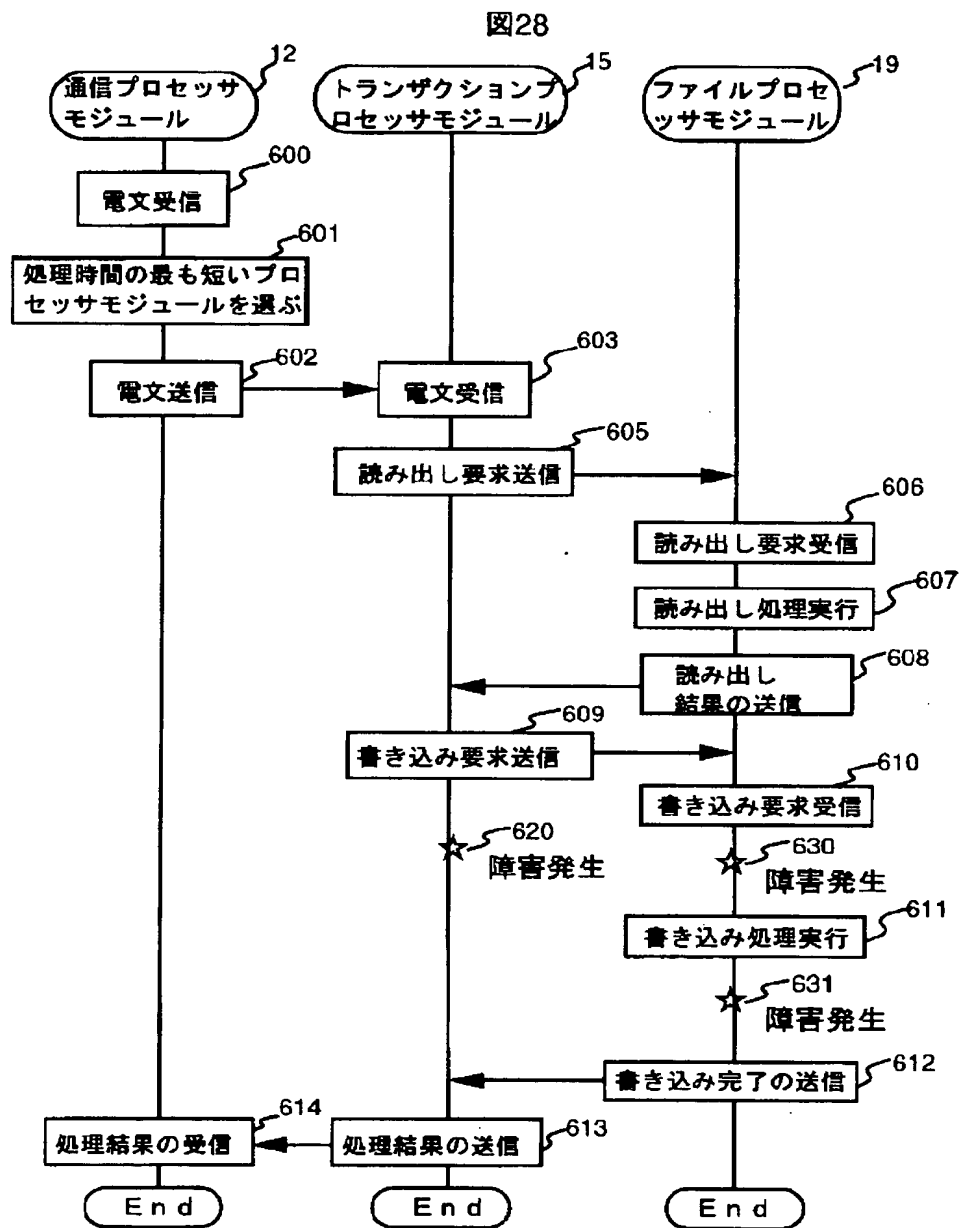 図28
12
通信プロセッサ
モジュール
15
トランザクションプ
ロセッサモジュール
19
ファイルプロセ
ッサモジュール
600
電文受信
601
処理時間の最も短いプロ
セッサモジュールを選ぶ
602
電文送信
603
電文受信
605
読み出し要求送信
606
読み出し要求受信
607
読み出し処理実行
608
読み出し
結果の送信
609
書き込み要求送信
610
書き込み要求受信
620
障害発生
630
障害発生
611
書き込み処理実行
631
障害発生
612
書き込み完了の送信
614
処理結果の受信
613
処理結果の送信
End
End
End